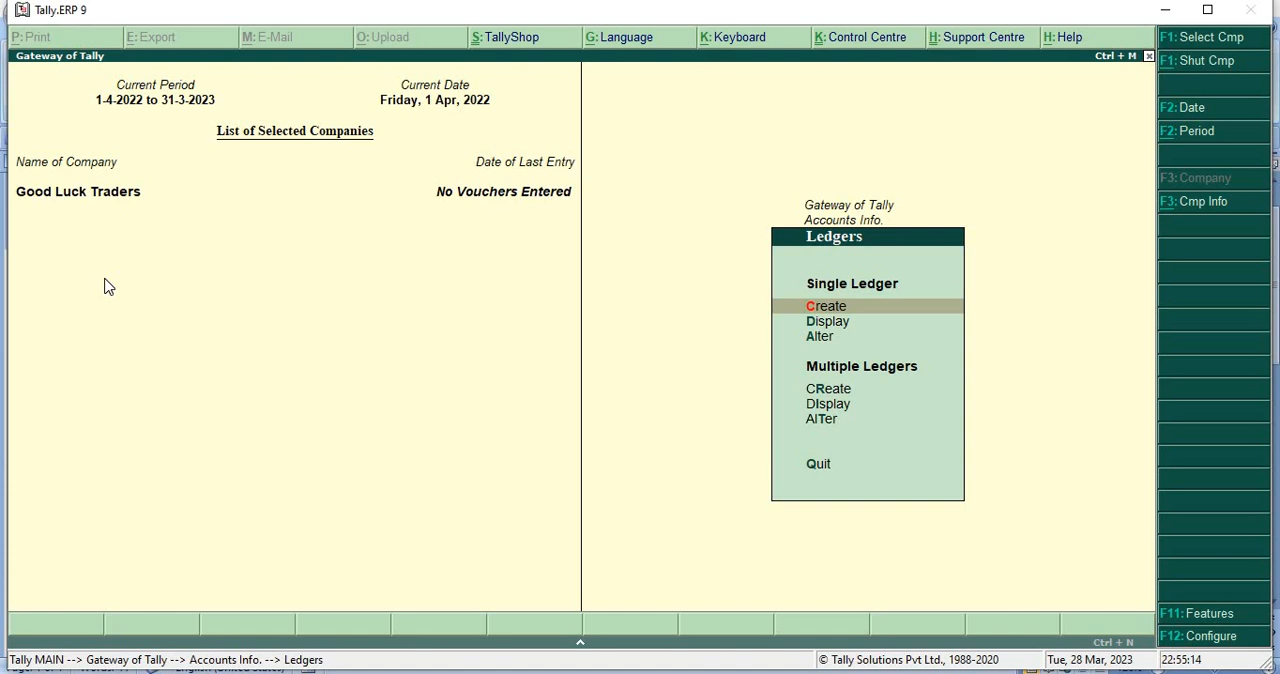 Tally.ERP 9
P: Print E: Export M: E-Mail O: Upload S: TallyShop G: Language K: Keyboard K: Control Centre H: Support Centre H: Help
Gateway of Tally Ctrl + M
Current Period Current Date
1-4-2022 to 31-3-2023 Friday, 1 Apr, 2022
List of Selected Companies
Name of Company Date of Last Entry
Good Luck Traders No Vouchers Entered
Gateway of Tally
Accounts Info.
Ledgers
Single Ledger
Create
Display
Alter
Multiple Ledgers
CReate
DIsplay
AlTer
Quit
F1: Select Cmp
F1: Shut Cmp
F2: Date
F2: Period
F3: Company
F3: Cmp Info
F11: Features
F12: Configure
Ctrl + N
Tally MAIN --> Gateway of Tally --> Accounts Info. --> Ledgers © Tally Solutions Pvt Ltd., 1988-2020 Tue, 28 Mar, 2023 22:55:14